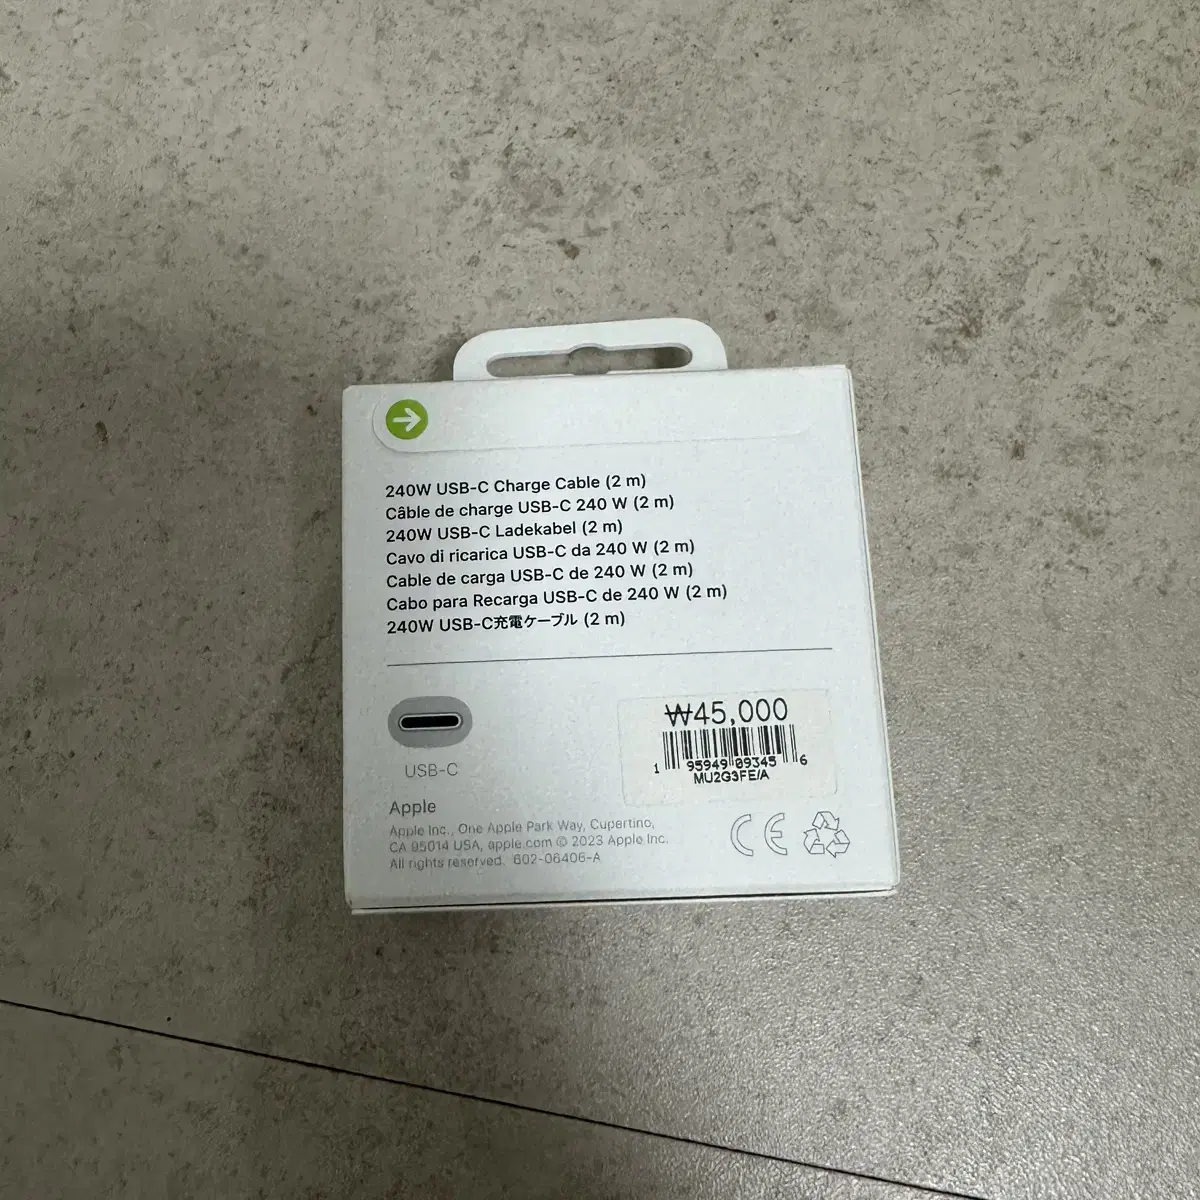 240W USB-C Charge Cable (2 m)
Câble de charge USB-C 240 W (2 m)
240W USB-C Ladekabel (2 m)
Cavo di ricarica USB-C da 240 W (2 m)
Cable de carga USB-C de 240 W (2 m)
Cabo para Recarga USB-C de 240 W (2 m)
240W USB-C充電ケーブル (2 m)
USB-C
₩45,000
1 95949 09345 6
MU2G3FE/A
Apple
Apple Inc., One Apple Park Way, Cupertino,
CA 95014 USA, apple.com © 2023 Apple Inc.
All rights reserved. 602-06406-A
CE